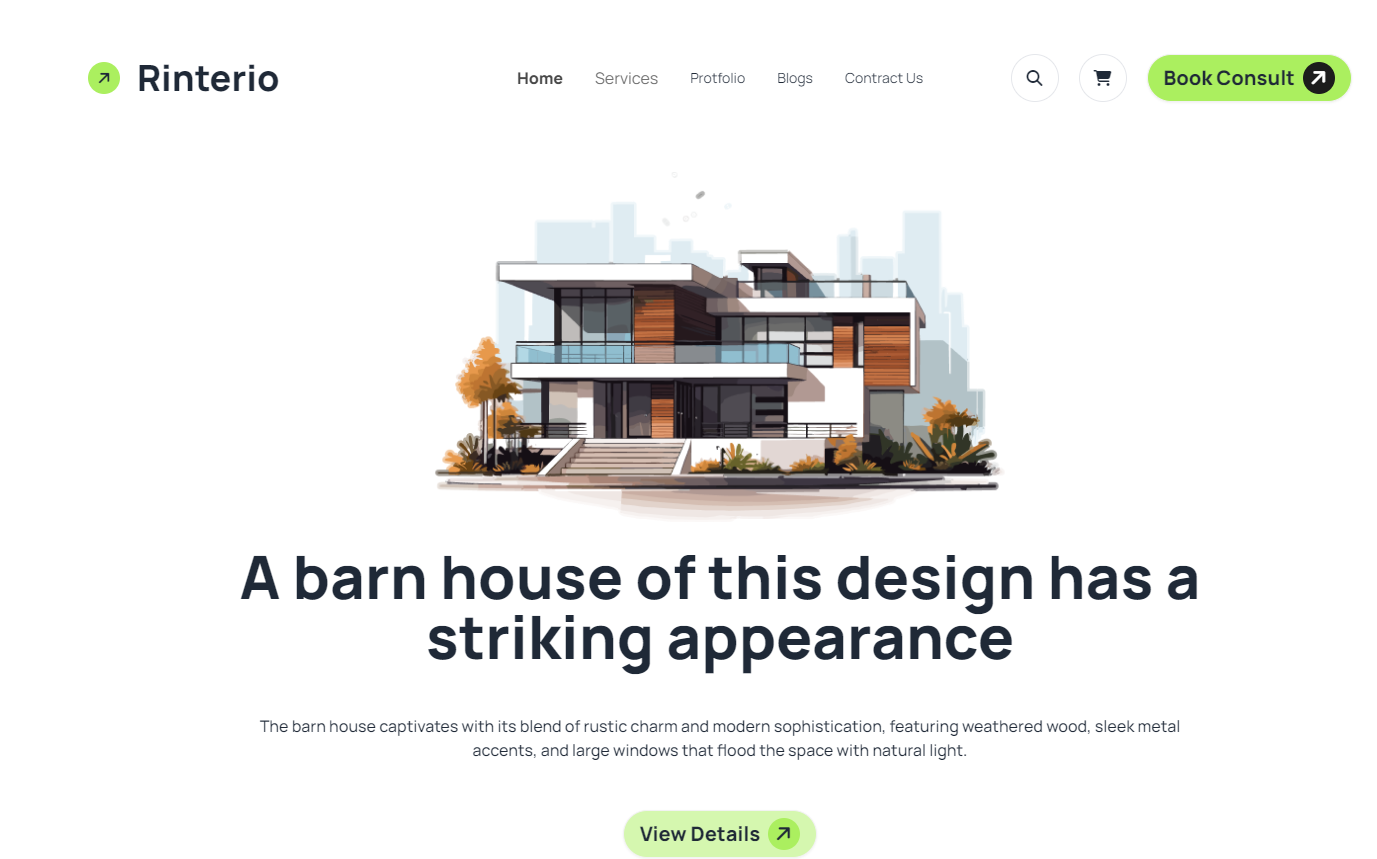 Rinterio
Home Services Protfolio Blogs Contract Us
Book Consult
A barn house of this design has a
striking appearance
The barn house captivates with its blend of rustic charm and modern sophistication, featuring weathered wood, sleek metal
accents, and large windows that flood the space with natural light.
View Details